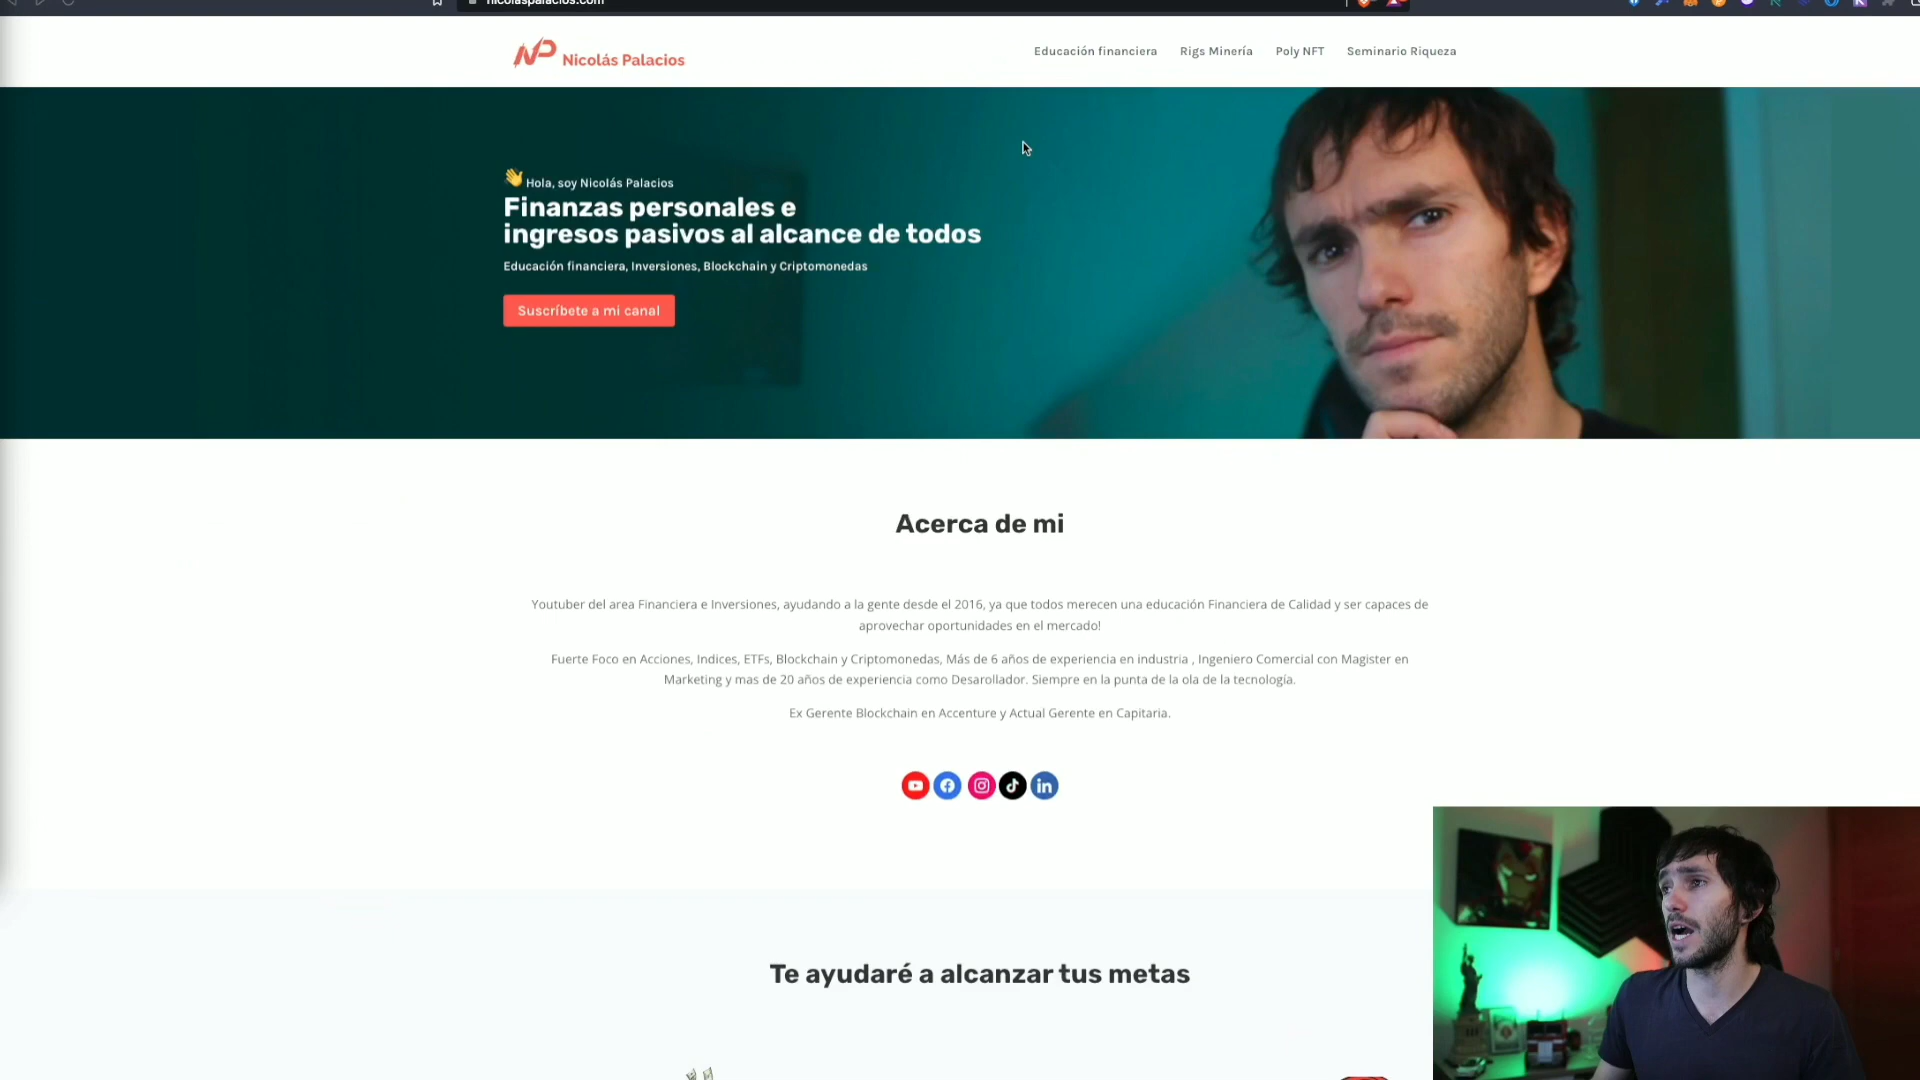 nicolaspalacios.com
NP Nicolás Palacios
Educación financiera
Rigs Minería
Poly NFT
Seminario Riqueza
Hola, soy Nicolás Palacios
Finanzas personales e
ingresos pasivos al alcance de todos
Educación financiera, Inversiones, Blockchain y Criptomonedas
Suscríbete a mi canal
Acerca de mi
Youtuber del area Financiera e Inversiones, ayudando a la gente desde el 2016, ya que todos merecen una educación Financiera de Calidad y ser capaces de
aprovechar oportunidades en el mercado!
Fuerte Foco en Acciones, Indices, ETFs, Blockchain y Criptomonedas, Más de 6 años de experiencia en industria , Ingeniero Comercial con Magister en
Marketing y mas de 20 años de experiencia como Desarollador. Siempre en la punta de la ola de la tecnología.
Ex Gerente Blockchain en Accenture y Actual Gerente en Capitaria.
in
Te ayudaré a alcanzar tus metas